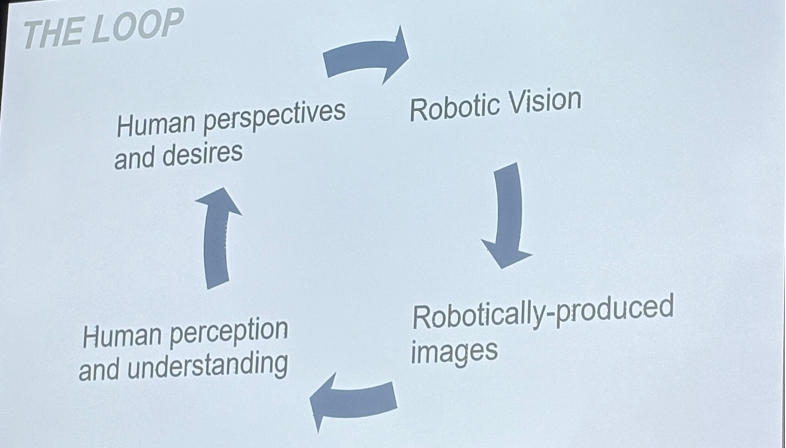 THE LOOP
Human perspectives
and desires
Robotic Vision
Robotically-produced
images
Human perception
and understanding